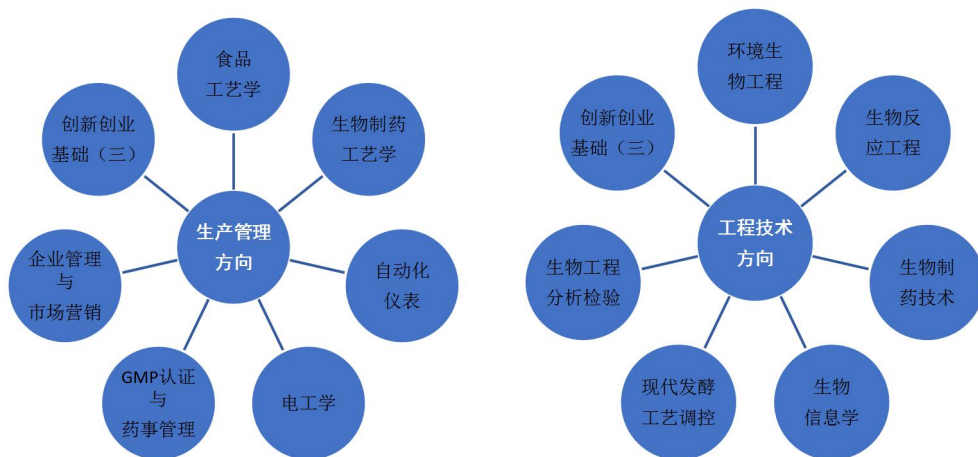 食品
工艺学
生物制药
工艺学
自动化
仪表
电工学
GMP认证
与
药事管理
企业管理
与
市场营销
创新创业
基础（三）
生产管理
方向
环境生
物工程
生物反
应工程
生物制
药技术
生物
信息学
现代发酵
工艺调控
生物工程
分析检验
创新创业
基础（三）
工程技术
方向